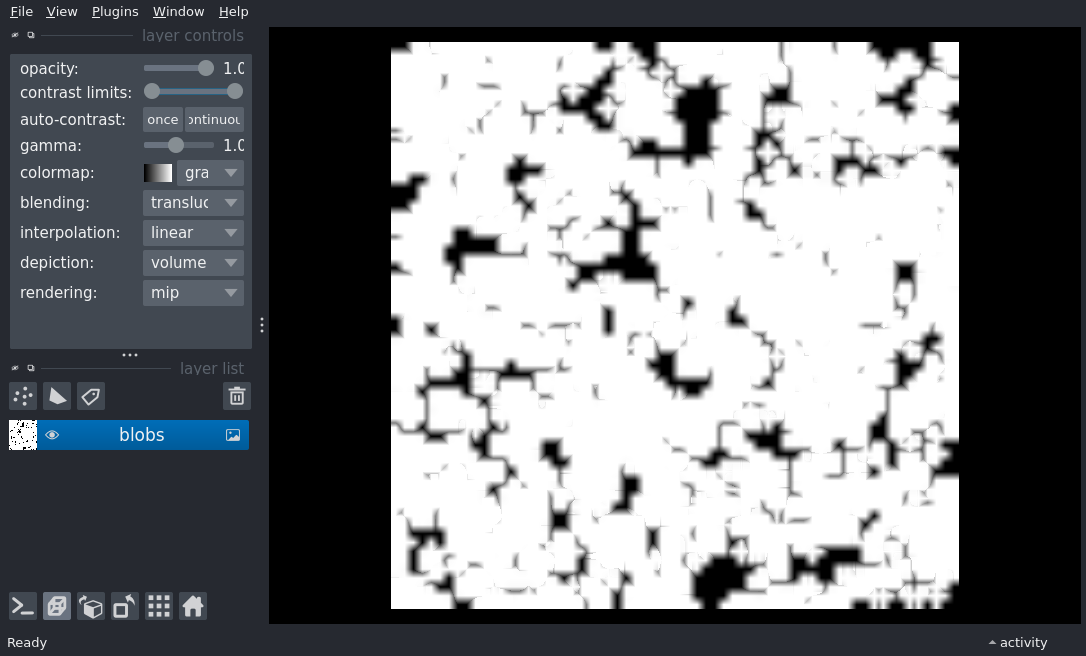 File View Plugins Window Help
layer controls
opacity: 1.0
contrast limits:
auto-contrast: once ontinuou
gamma: 1.0
colormap: gra
blending: transluc
interpolation: linear
depiction: volume
rendering: mip
layer list
blobs
Ready
activity